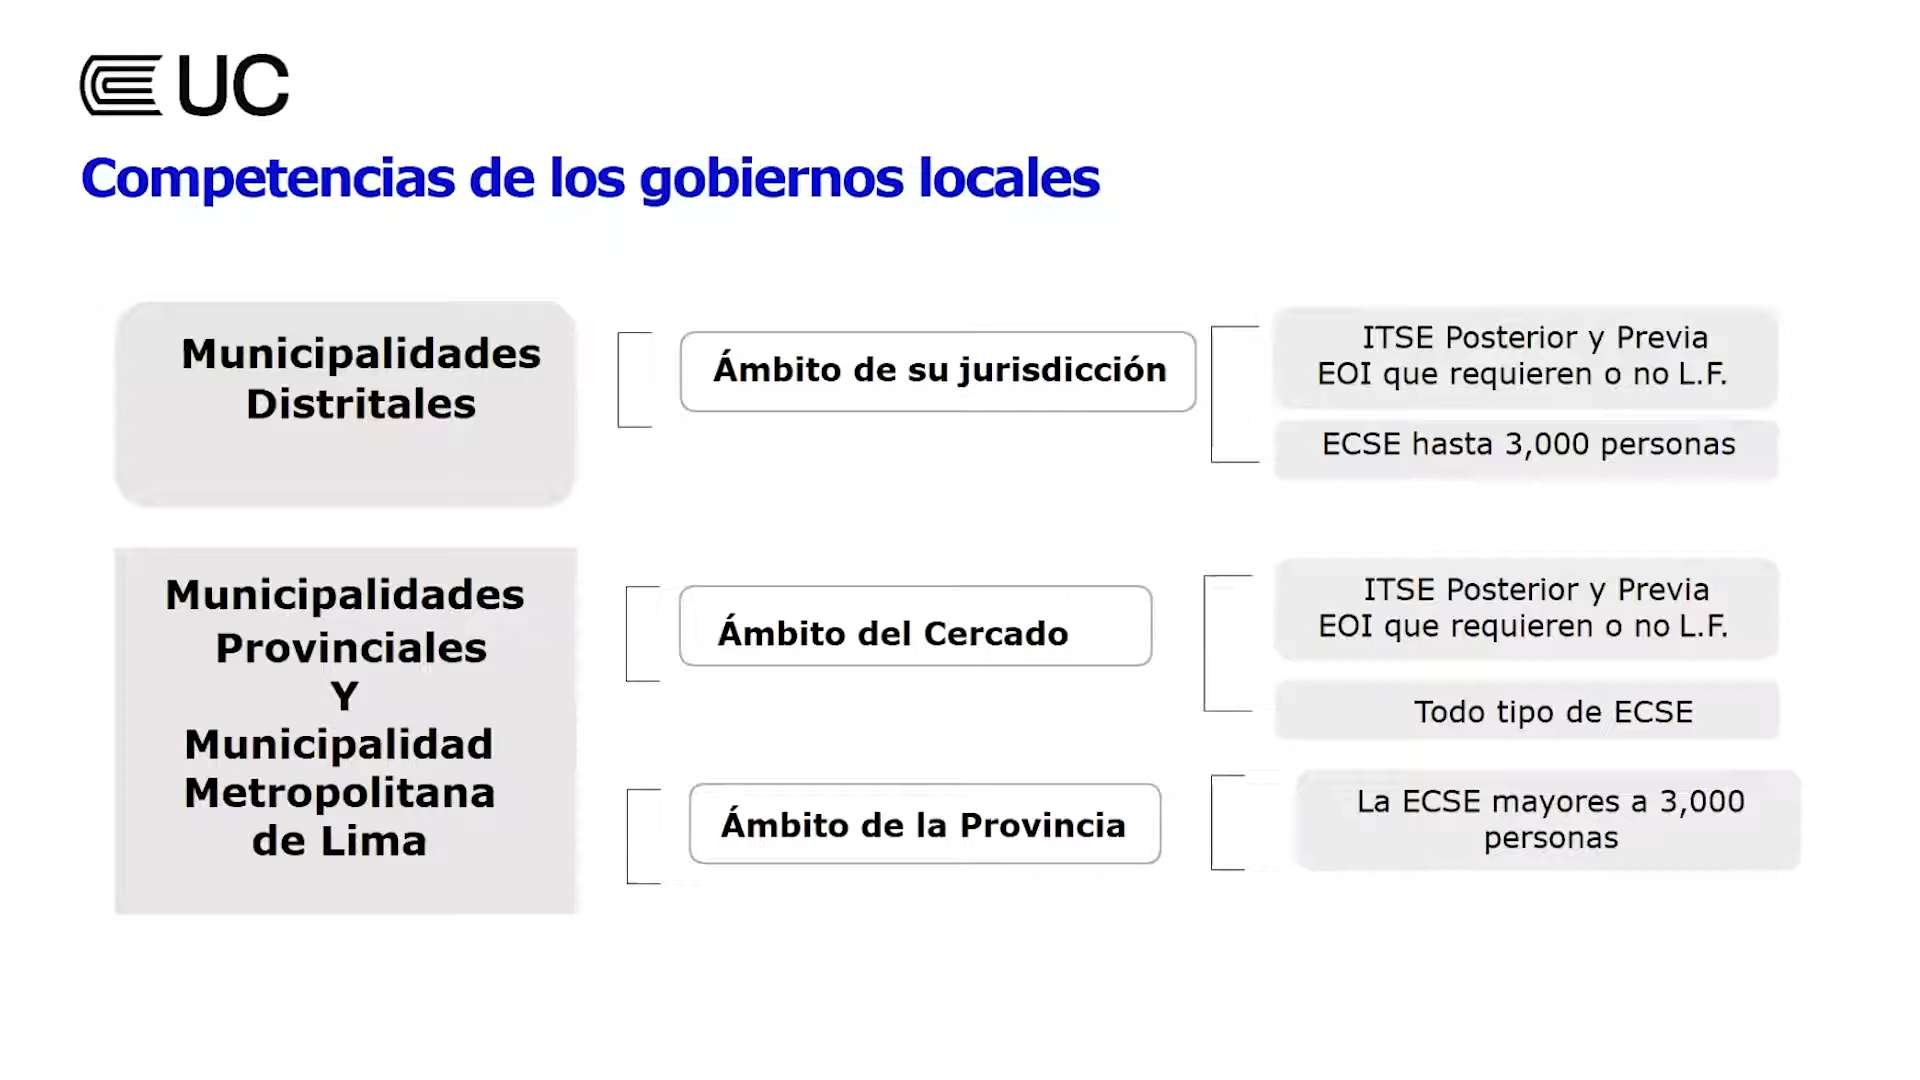 UC
Competencias de los gobiernos locales
Municipalidades
Distritales
Ámbito de su jurisdicción
ITSE Posterior y Previa
EOI que requieren o no L.F.
ECSE hasta 3,000 personas
Municipalidades
Provinciales
Y
Municipalidad
Metropolitana
de Lima
Ámbito del Cercado
ITSE Posterior y Previa
EOI que requieren o no L.F.
Todo tipo de ECSE
Ámbito de la Provincia
La ECSE mayores a 3,000
personas